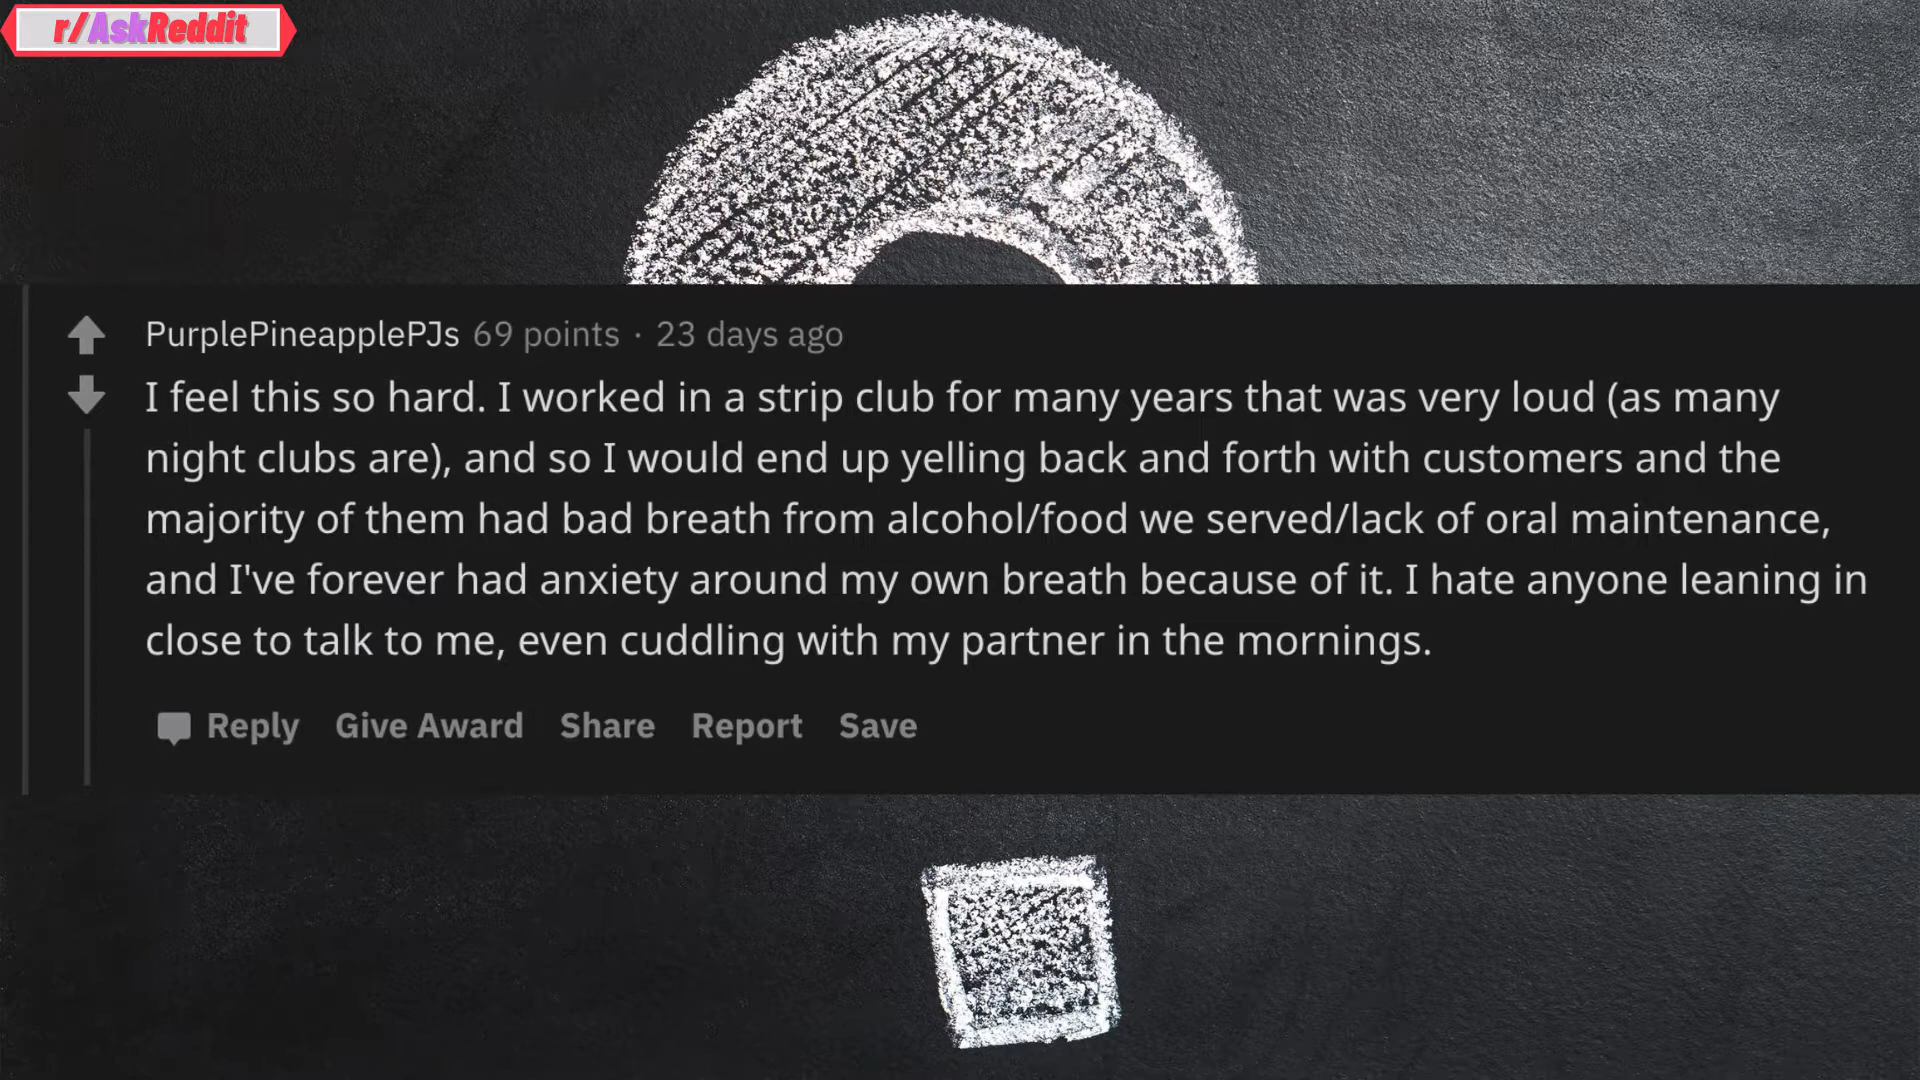 r/AskReddit
PurplePineapplePJs 69 points · 23 days ago
I feel this so hard. I worked in a strip club for many years that was very loud (as many
night clubs are), and so I would end up yelling back and forth with customers and the
majority of them had bad breath from alcohol/food we served/lack of oral maintenance,
and I've forever had anxiety around my own breath because of it. I hate anyone leaning in
close to talk to me, even cuddling with my partner in the mornings.
Reply Give Award Share Report Save